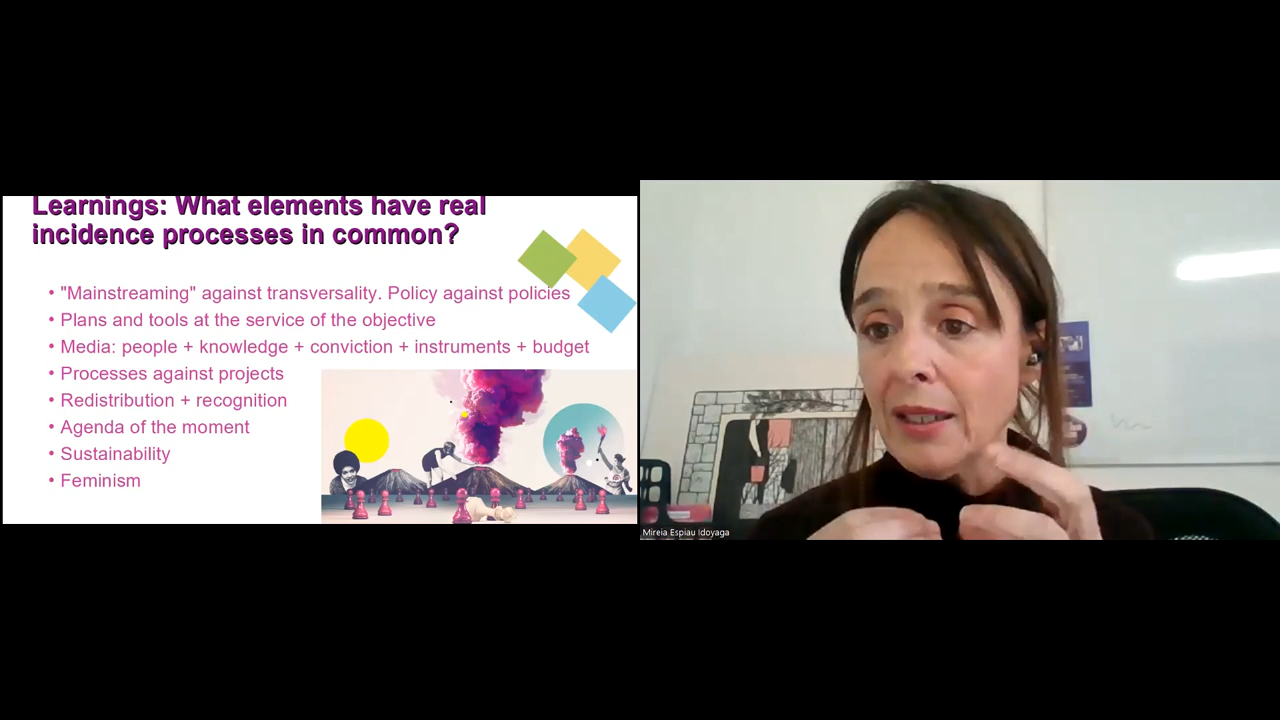 Learnings: What elements have real
incidence processes in common?
• "Mainstreaming" against transversality. Policy against policies
• Plans and tools at the service of the objective
• Media: people + knowledge + conviction + instruments + budget
• Processes against projects
• Redistribution + recognition
• Agenda of the moment
• Sustainability
• Feminism
Mireia Espiau Idoyaga